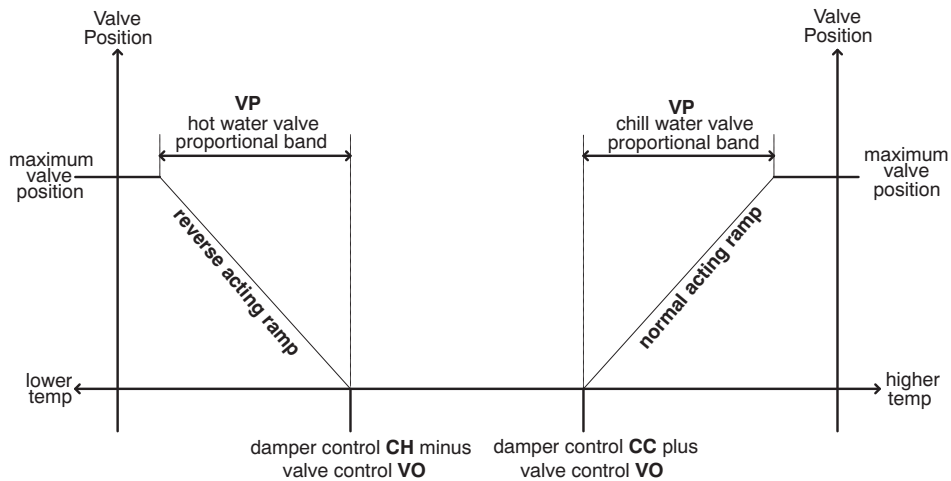 Valve
Position
Valve
Position
VP
hot water valve
proportional band
VP
chill water valve
proportional band
maximum
valve
position
maximum
valve
position
reverse acting ramp
normal acting ramp
lower
temp
higher
temp
damper control CH minus
valve control VO
damper control CC plus
valve control VO